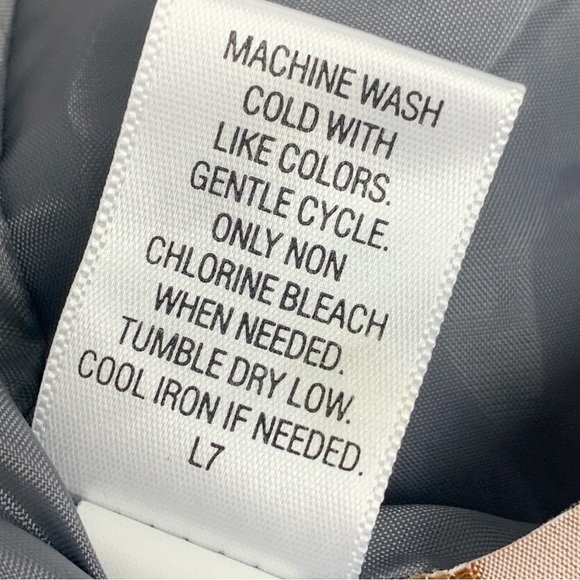 MACHINE WASH
COLD WITH
LIKE COLORS.
GENTLE CYCLE.
ONLY NON
CHLORINE BLEACH
WHEN NEEDED.
TUMBLE DRY LOW.
COOL IRON IF NEEDED.
L7